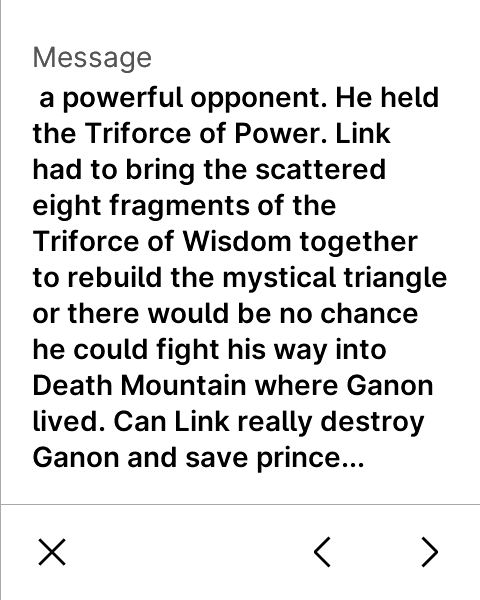 Message
a powerful opponent. He held
the Triforce of Power. Link
had to bring the scattered
eight fragments of the
Triforce of Wisdom together
to rebuild the mystical triangle
or there would be no chance
he could fight his way into
Death Mountain where Ganon
lived. Can Link really destroy
Ganon and save prince...